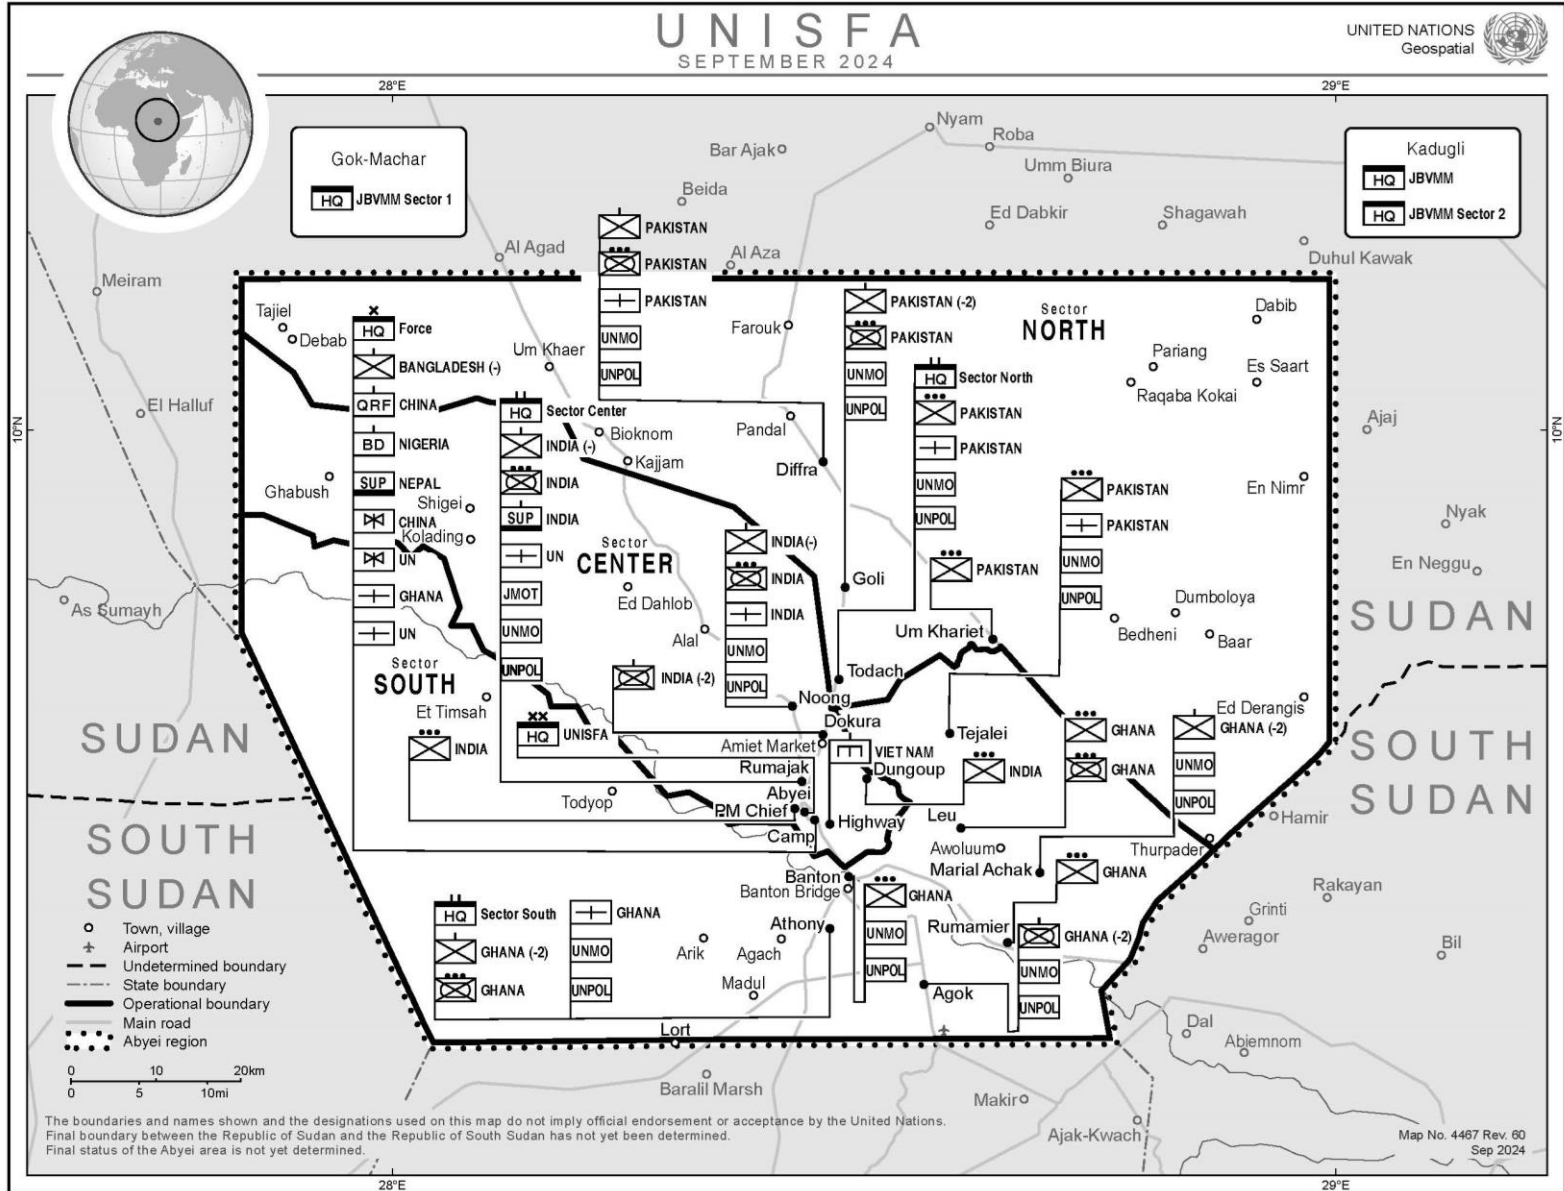 UNISFA
SEPTEMBER 2024
UNITED NATIONS
Geospatial
28°E
29°E
Gok-Machar
HQ JBVMM Sector 1
Kadugli
HQ JBVMM
HQ JBVMM Sector 2
Nyam
Roba
Bar Ajak
Umm Biura
Beida
Ed Dabkir
Shagawah
Al Agad
Al Aza
Duhul Kawak
Meiram
PAKISTAN
PAKISTAN
PAKISTAN
UNMO
UNPOL
Tajiel
Debab
HQ Force
BANGLADESH (-)
QRF CHINA
BD NIGERIA
SUP NEPAL
CHINA
UN
GHANA
UN
Um Khaer
Farouk
PAKISTAN (-2)
PAKISTAN
UNMO
UNPOL
Sector
NORTH
Dabib
Pariang
Es Saart
Raqaba Kokai
HQ Sector North
PAKISTAN
PAKISTAN
UNMO
UNPOL
El Halluf
10°N
10°N
Ajaj
HQ Sector Center
INDIA (-)
INDIA
SUP INDIA
UN
JMOT
UNMO
UNPOL
Bioknom
Kajjam
Pandal
Diffra
Ghabush
Shigei
Kolading
PAKISTAN
PAKISTAN
UNMO
UNPOL
En Nimr
Nyak
En Neggu
Sector
CENTER
INDIA(-)
INDIA
INDIA
UNMO
UNPOL
PAKISTAN
Goli
Ed Dahlob
Alal
As Sumayh
Um Khariet
Dumboloya
Bedheni
Baar
SUDAN
Sector
SOUTH
Et Timsah
INDIA (-2)
Todach
Noong
Dokura
Ed Derangis
HQ UNISFA
INDIA
Amiet Market
VIET NAM
Tejalei
GHANA
GHANA
GHANA (-2)
UNMO
UNPOL
SUDAN
SOUTH
SUDAN
Rumajak
Dungoup
INDIA
Abyei
Todyop
PM Chief
Highway
Leu
Camp
Hamir
Awoluum
Thurpader
Marial Achak
GHANA
SOUTH
SUDAN
Banton
Banton Bridge
GHANA
UNMO
UNPOL
Rakayan
Grinti
Aweragor
Bil
HQ Sector South
GHANA (-2)
GHANA
GHANA
UNMO
UNPOL
Athony
Rumamier
GHANA (-2)
UNMO
UNPOL
Arik
Agach
Madul
Agok
Lort
Dal
Abiemnom
Baralil Marsh
Makir
Ajak-Kwach
Town, village
Airport
Undetermined boundary
State boundary
Operational boundary
Main road
Abyei region
0 10 20km
0 5 10mi
The boundaries and names shown and the designations used on this map do not imply official endorsement or acceptance by the United Nations.
Final boundary between the Republic of Sudan and the Republic of South Sudan has not yet been determined.
Final status of the Abyei area is not yet determined.
Map No. 4467 Rev. 60
Sep 2024
28°E
29°E